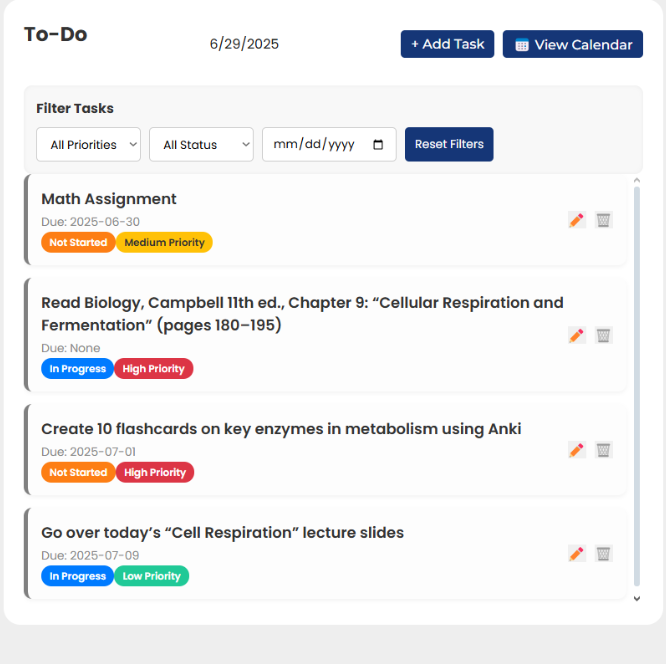 To-Do
6/29/2025
+ Add Task
View Calendar
Filter Tasks
All Priorities
All Status
mm/dd/yyyy
Reset Filters
Math Assignment
Due: 2025-06-30
Not Started
Medium Priority
Read Biology, Campbell 11th ed., Chapter 9: “Cellular Respiration and
Fermentation” (pages 180–195)
Due: None
In Progress
High Priority
Create 10 flashcards on key enzymes in metabolism using Anki
Due: 2025-07-01
Not Started
High Priority
Go over today’s “Cell Respiration” lecture slides
Due: 2025-07-09
In Progress
Low Priority